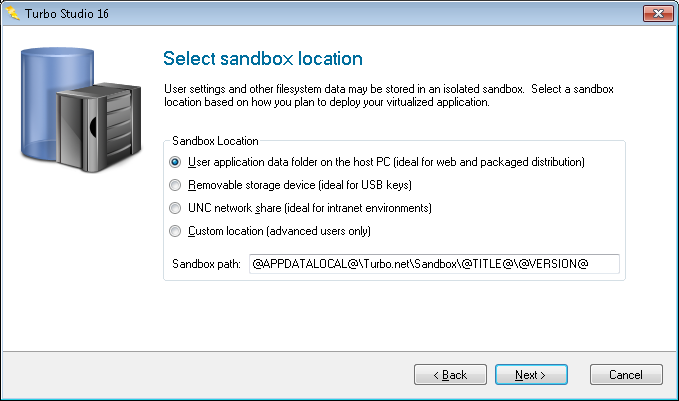 Turbo Studio 16
Select sandbox location
User settings and other filesystem data may be stored in an isolated sandbox.  Select a sandbox
location based on how you plan to deploy your virtualized application.
Sandbox Location
User application data folder on the host PC (ideal for web and packaged distribution)
Removable storage device (ideal for USB keys)
UNC network share (ideal for intranet environments)
Custom location (advanced users only)
Sandbox path: @APPDATALOCAL@\Turbo.net\Sandbox\@TITLE@\@VERSION@
< Back Next > Cancel